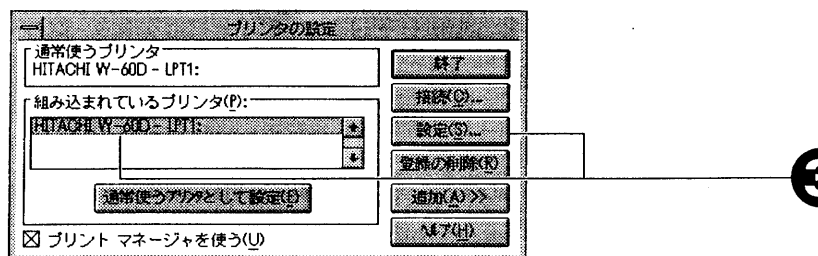 プリンタの設定
通常使うプリンタ
HITACHI VY-60D - LPT1:
組み込まれているプリンタ(P):
HITACHI VY-60D - LPT1:
通常使うプリンタとして設定(E)
プリント マネージャを使う(U)
終了
接続(C)...
設定(S)...
登録の削除(R)
追加(A) >>
ヘルプ(H)
3